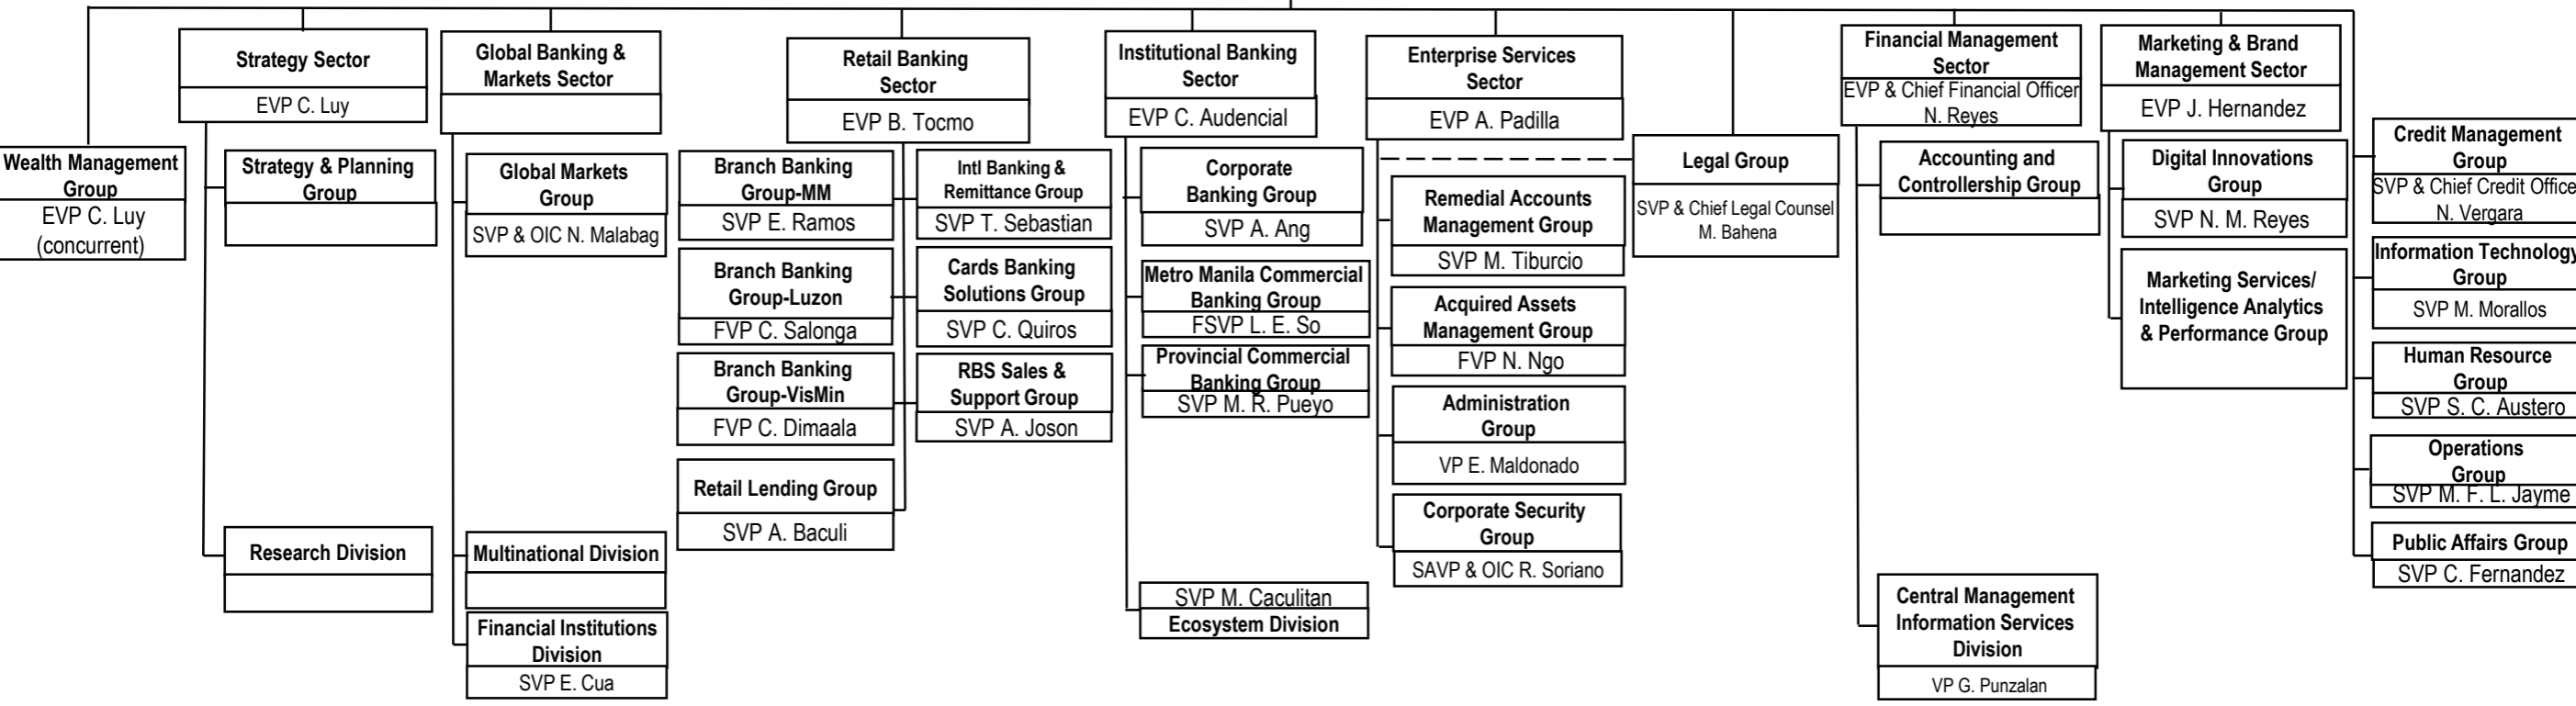 Wealth Management
Group
EVP C. Luy
(concurrent)
Strategy Sector
EVP C. Luy
Strategy & Planning
Group
Research Division
Global Banking &
Markets Sector
Global Markets
Group
SVP & OIC N. Malabag
Multinational Division
Financial Institutions
Division
SVP E. Cua
Retail Banking
Sector
EVP B. Tocmo
Branch Banking
Group-MM
SVP E. Ramos
Branch Banking
Group-Luzon
FVP C. Salonga
Branch Banking
Group-VisMin
FVP C. Dimaala
Retail Lending Group
SVP A. Baculi
Intl Banking &
Remittance Group
SVP T. Sebastian
Cards Banking
Solutions Group
SVP C. Quiros
RBS Sales &
Support Group
SVP A. Joson
Institutional Banking
Sector
EVP C. Audencial
Corporate
Banking Group
SVP A. Ang
Metro Manila Commercial
Banking Group
FSVP L. E. So
Provincial Commercial
Banking Group
SVP M. R. Pueyo
SVP M. Caculitan
Ecosystem Division
Enterprise Services
Sector
EVP A. Padilla
Remedial Accounts
Management Group
SVP M. Tiburcio
Acquired Assets
Management Group
FVP N. Ngo
Administration
Group
VP E. Maldonado
Corporate Security
Group
SAVP & OIC R. Soriano
Legal Group
SVP & Chief Legal Counsel
M. Bahena
Financial Management
Sector
EVP & Chief Financial Officer
N. Reyes
Accounting and
Controllership Group
Central Management
Information Services
Division
VP G. Punzalan
Marketing & Brand
Management Sector
EVP J. Hernandez
Digital Innovations
Group
SVP N. M. Reyes
Marketing Services/
Intelligence Analytics
& Performance Group
Credit Management
Group
SVP & Chief Credit Office
N. Vergara
Information Technology
Group
SVP M. Morallos
Human Resource
Group
SVP S. C. Austero
Operations
Group
SVP M. F. L. Jayme
Public Affairs Group
SVP C. Fernandez